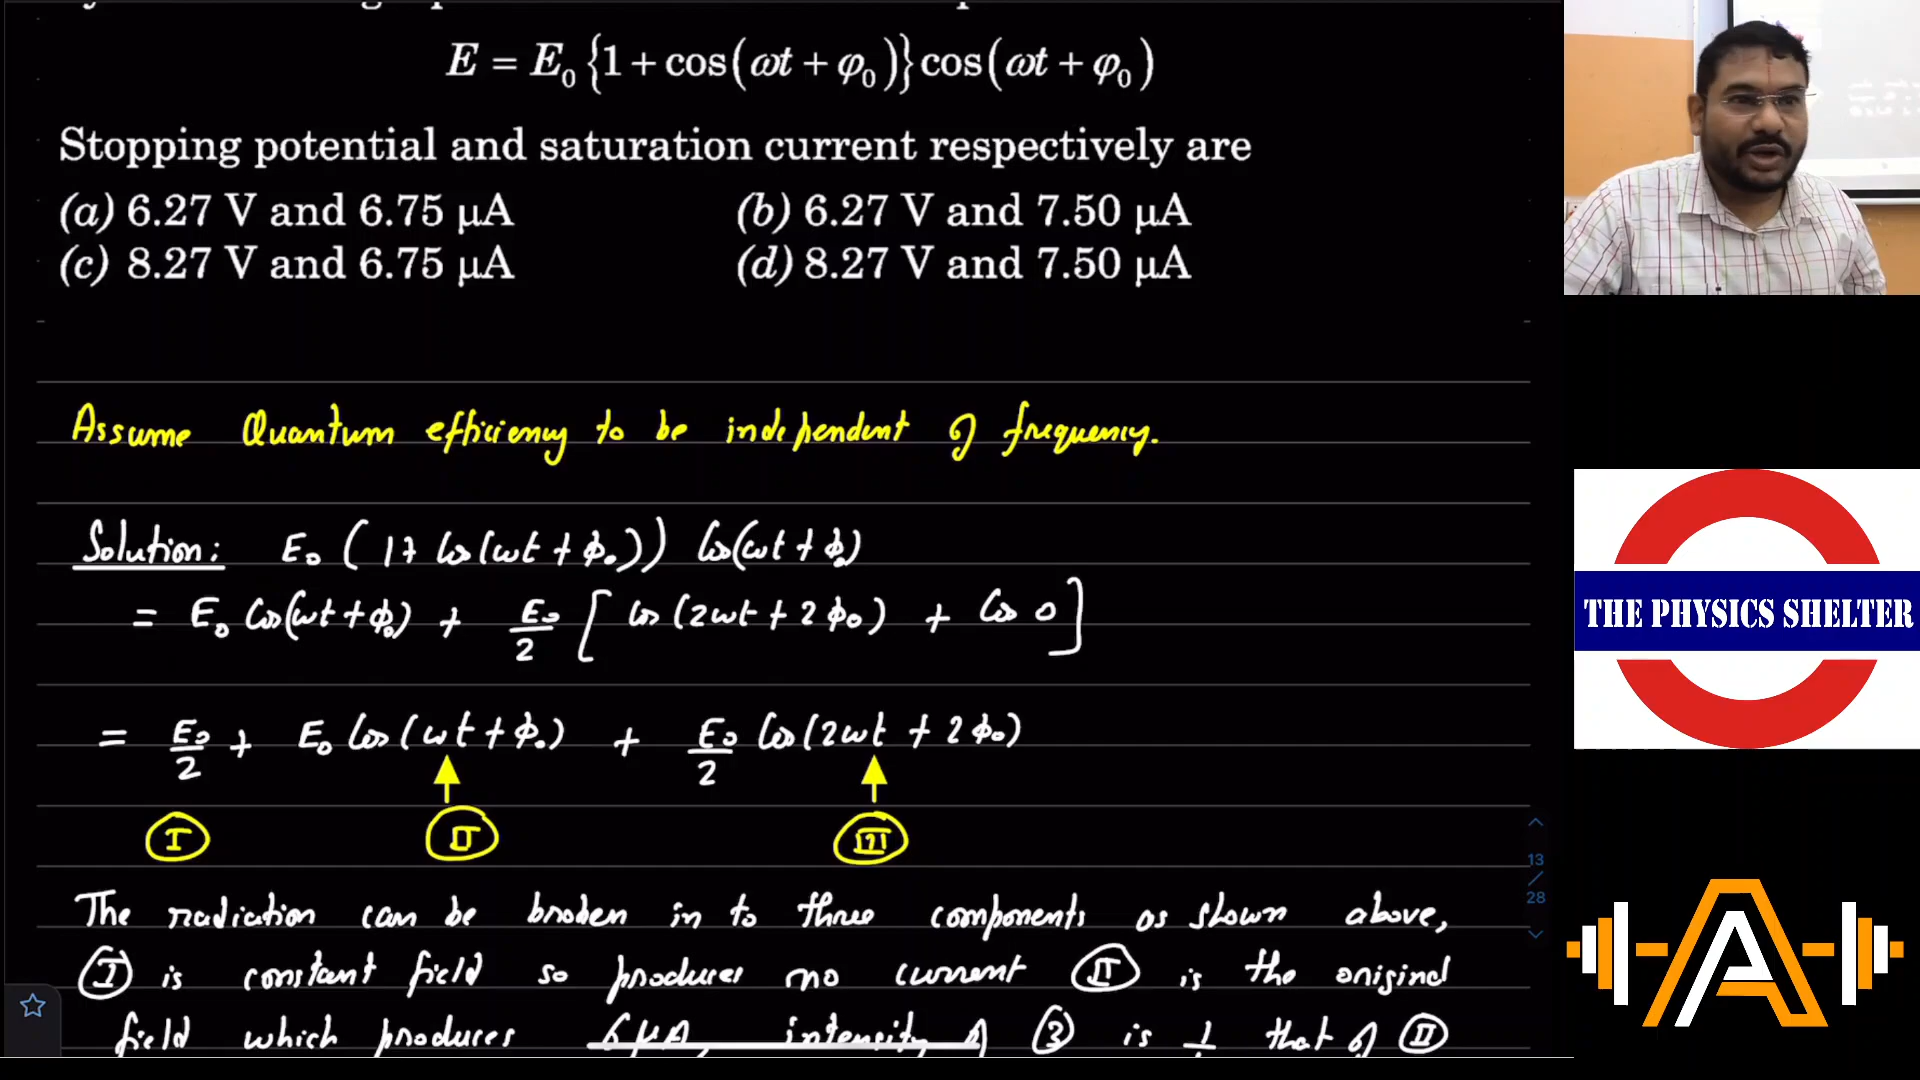 E = E₀ {1 + cos(ωt + φ₀)} cos(ωt + φ₀)
Stopping potential and saturation current respectively are
(a) 6.27 V and 6.75 μA (b) 6.27 V and 7.50 μA
(c) 8.27 V and 6.75 μA (d) 8.27 V and 7.50 μA
Assume Quantum efficiency to be independent of frequency.
Solution: E₀ (1 + Cos(ωt + ϕ₀)) Cos(ωt + ϕ₀)
= E₀ Cos(ωt + ϕ₀) + E₀/2 [ Cos (2ωt + 2ϕ₀) + Cos 0 ]
= E₀/2 + E₀ Cos(ωt + ϕ₀) + E₀/2 Cos(2ωt + 2ϕ₀)
I II III
The radiation can be broken in to three components as shown above,
I is constant field so produces no current II is the original
field which produces 6 μA, intensity of 3 is that of II
13
/
28
THE PHYSICS SHELTER
A